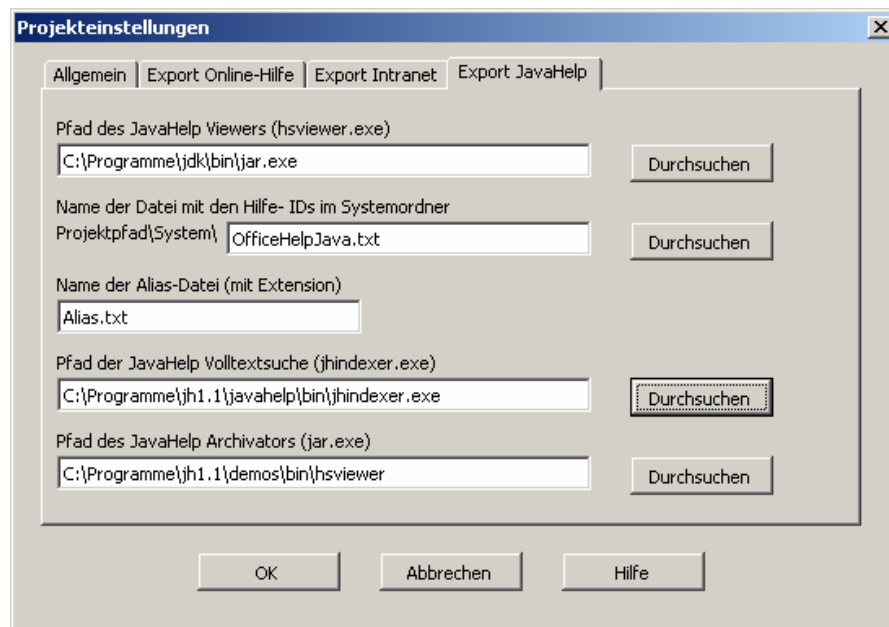 Projekteinstellungen
Allgemein Export Online-Hilfe Export Intranet Export JavaHelp
Pfad des JavaHelp Viewers (hsviewer.exe)
C:\Programme\jdk\bin\jar.exe Durchsuchen
Name der Datei mit den Hilfe- IDs im Systemordner
Projektpfad\System\ OfficeHelpJava.txt Durchsuchen
Name der Alias-Datei (mit Extension)
Alias.txt
Pfad der JavaHelp Volltextsuche (jhindexer.exe)
C:\Programme\jh1.1\javahelp\bin\jhindexer.exe Durchsuchen
Pfad des JavaHelp Archivators (jar.exe)
C:\Programme\jh1.1\demos\bin\hsviewer Durchsuchen
OK Abbrechen Hilfe